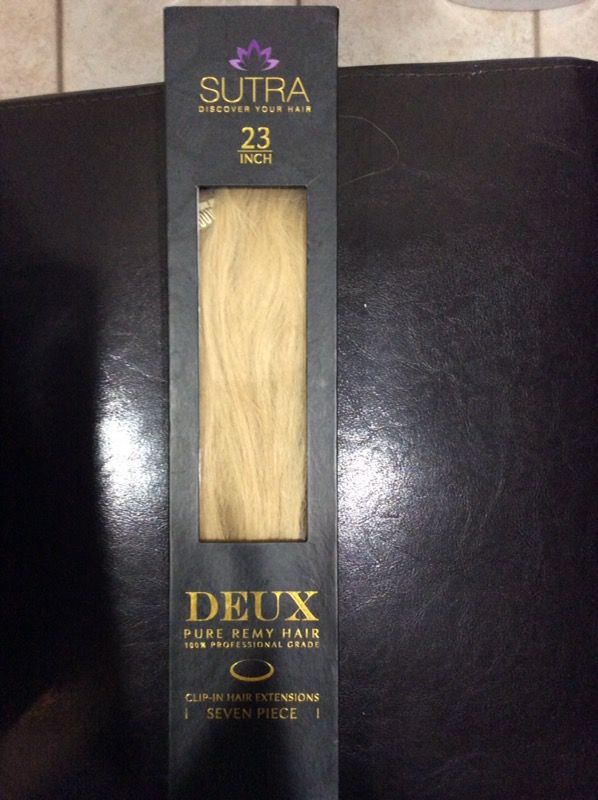 SUTRA
DISCOVER YOUR HAIR
23
INCH
DEUX
PURE REMY HAIR
100% PROFESSIONAL GRADE
CLIP-IN HAIR EXTENSIONS
| SEVEN PIECE |